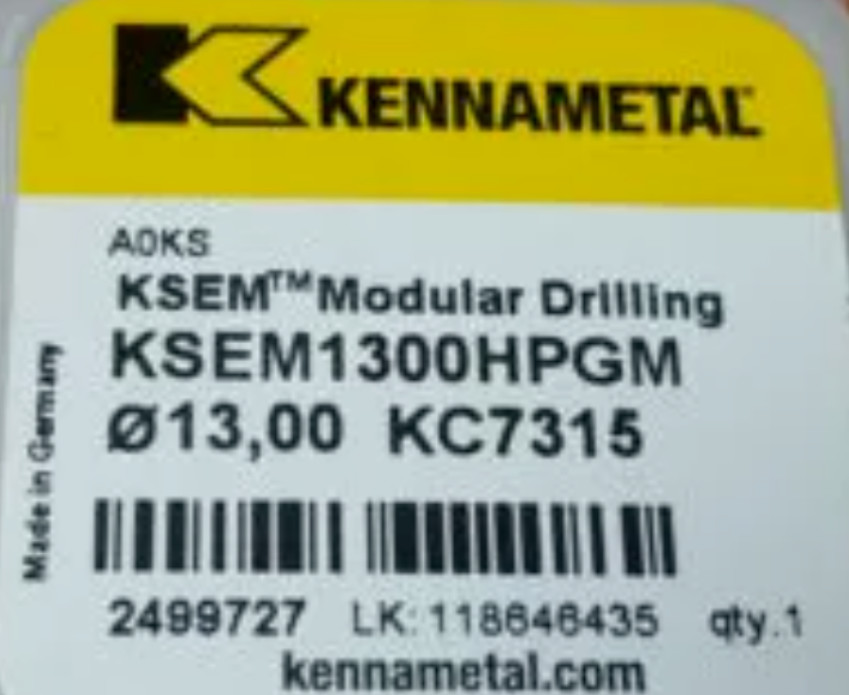 KENNAMETAL
A0KS
KSEM™ Modular Drilling
KSEM1300HPGM
Ø13,00 KC7315
Made in Germany
2499727 LK:118646435 qty.1
kennametal.com